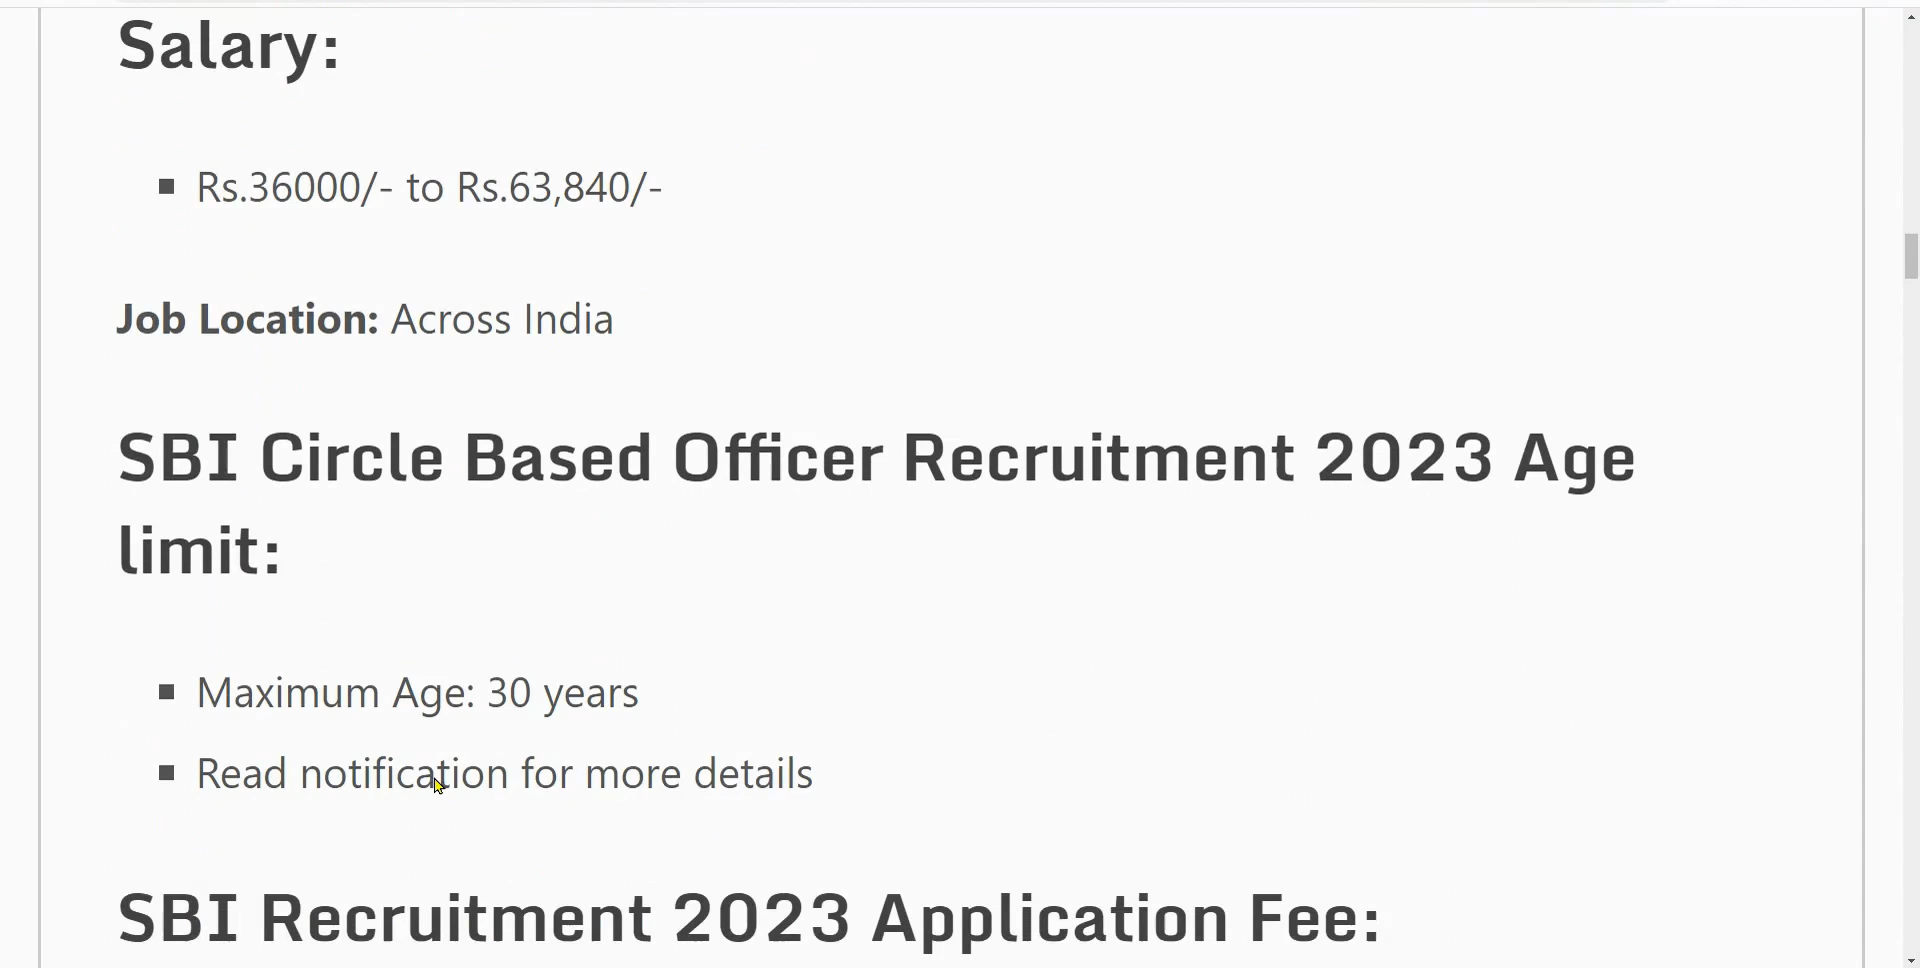 Salary:
Rs.36000/- to Rs.63,840/-
Job Location: Across India
SBI Circle Based Officer Recruitment 2023 Age
limit:
Maximum Age: 30 years
Read notification for more details
SBI Recruitment 2023 Application Fee: